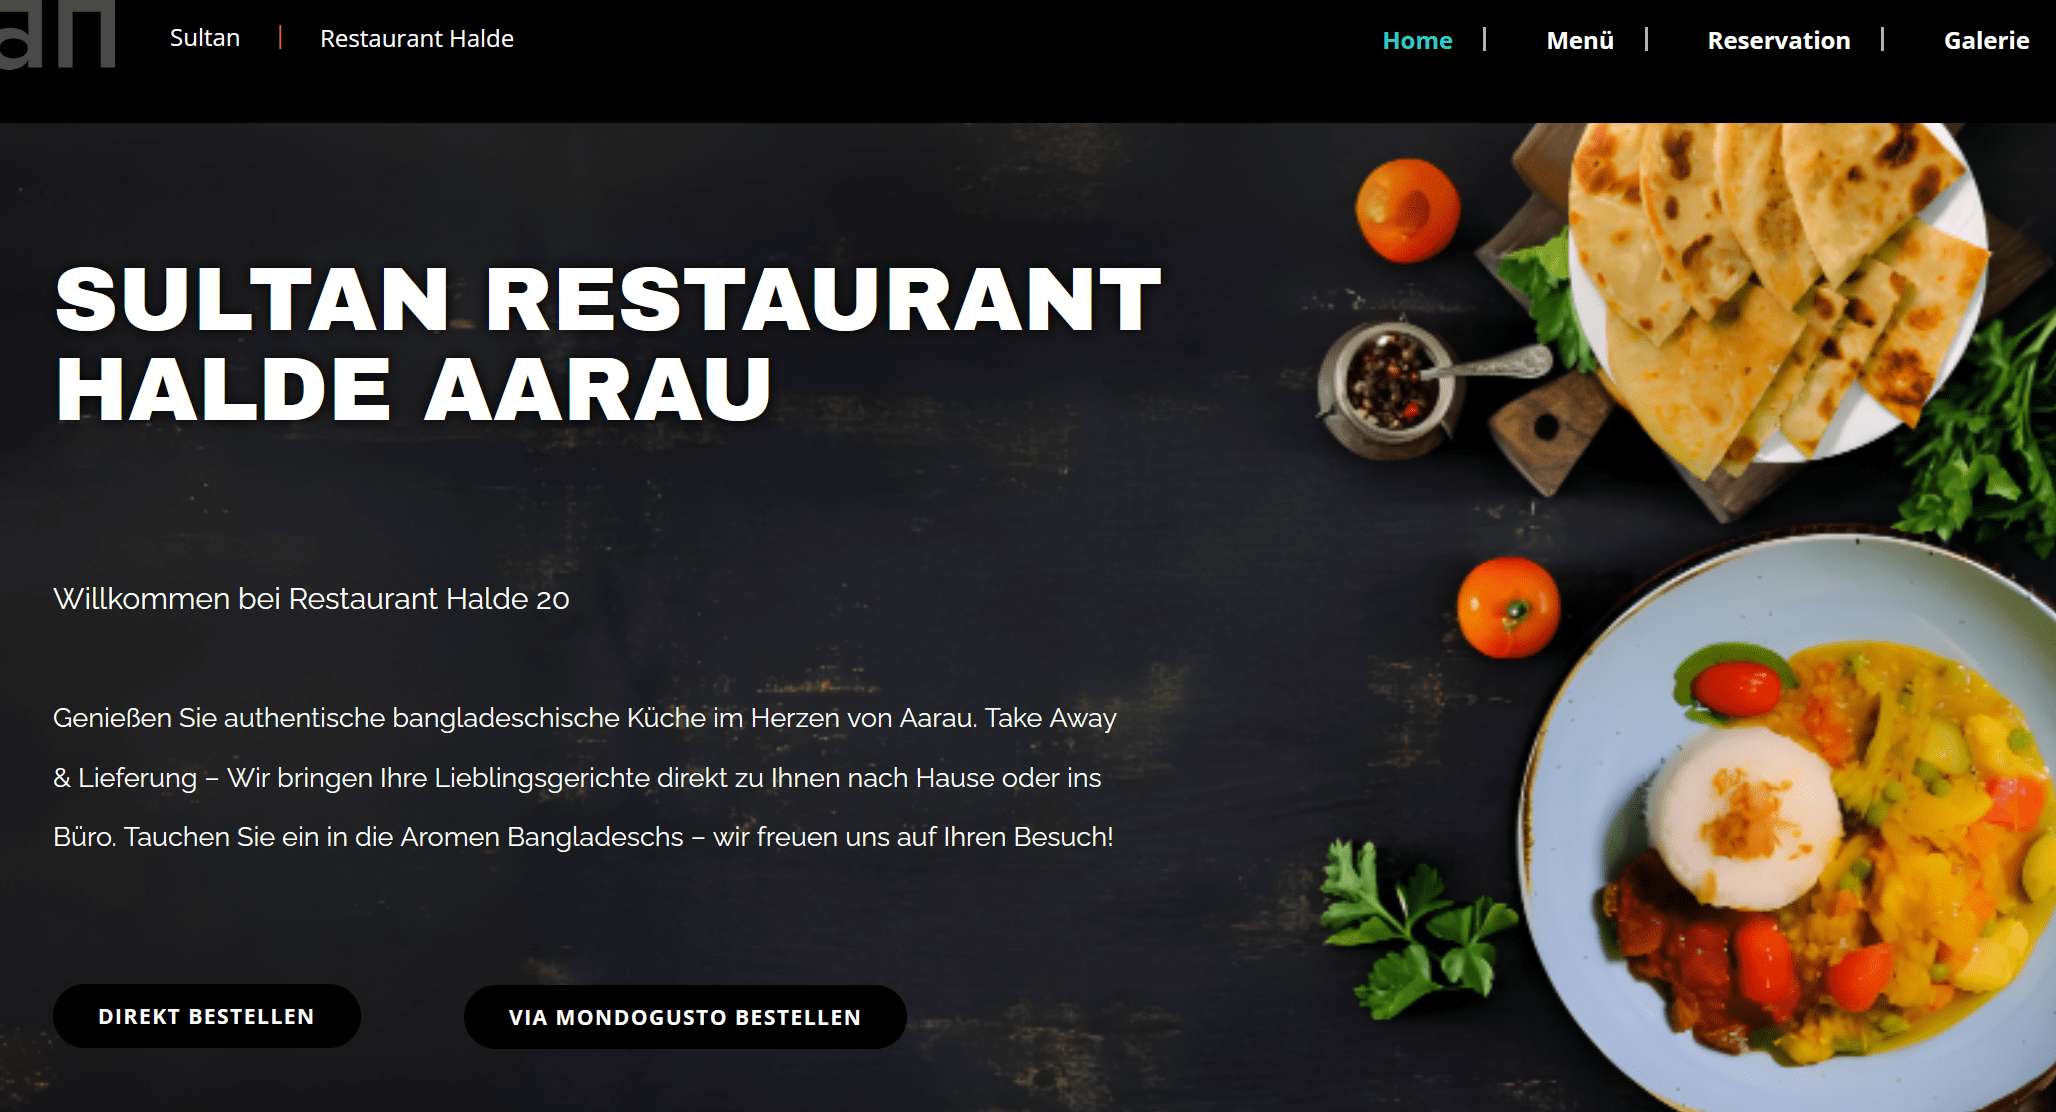 an
Sultan | Restaurant Halde
Home | Menü | Reservation | Galerie
SULTAN RESTAURANT
HALDE AARAU
Willkommen bei Restaurant Halde 20
Genießen Sie authentische bangladeschische Küche im Herzen von Aarau. Take Away
& Lieferung – Wir bringen Ihre Lieblingsgerichte direkt zu Ihnen nach Hause oder ins
Büro. Tauchen Sie ein in die Aromen Bangladeschs – wir freuen uns auf Ihren Besuch!
DIREKT BESTELLEN
VIA MONDOGUSTO BESTELLEN